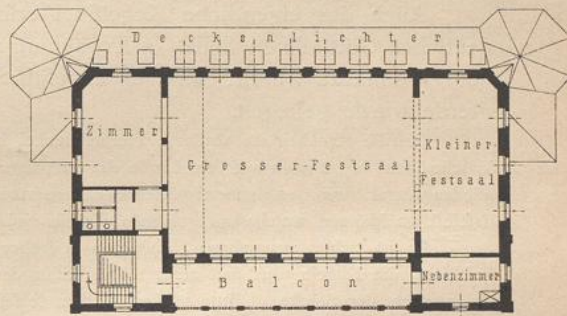 Deckenlichter
Zimmer
Grosser-Festsaal
Kleiner-
Festsaal
Balcon
Nebenzimmer